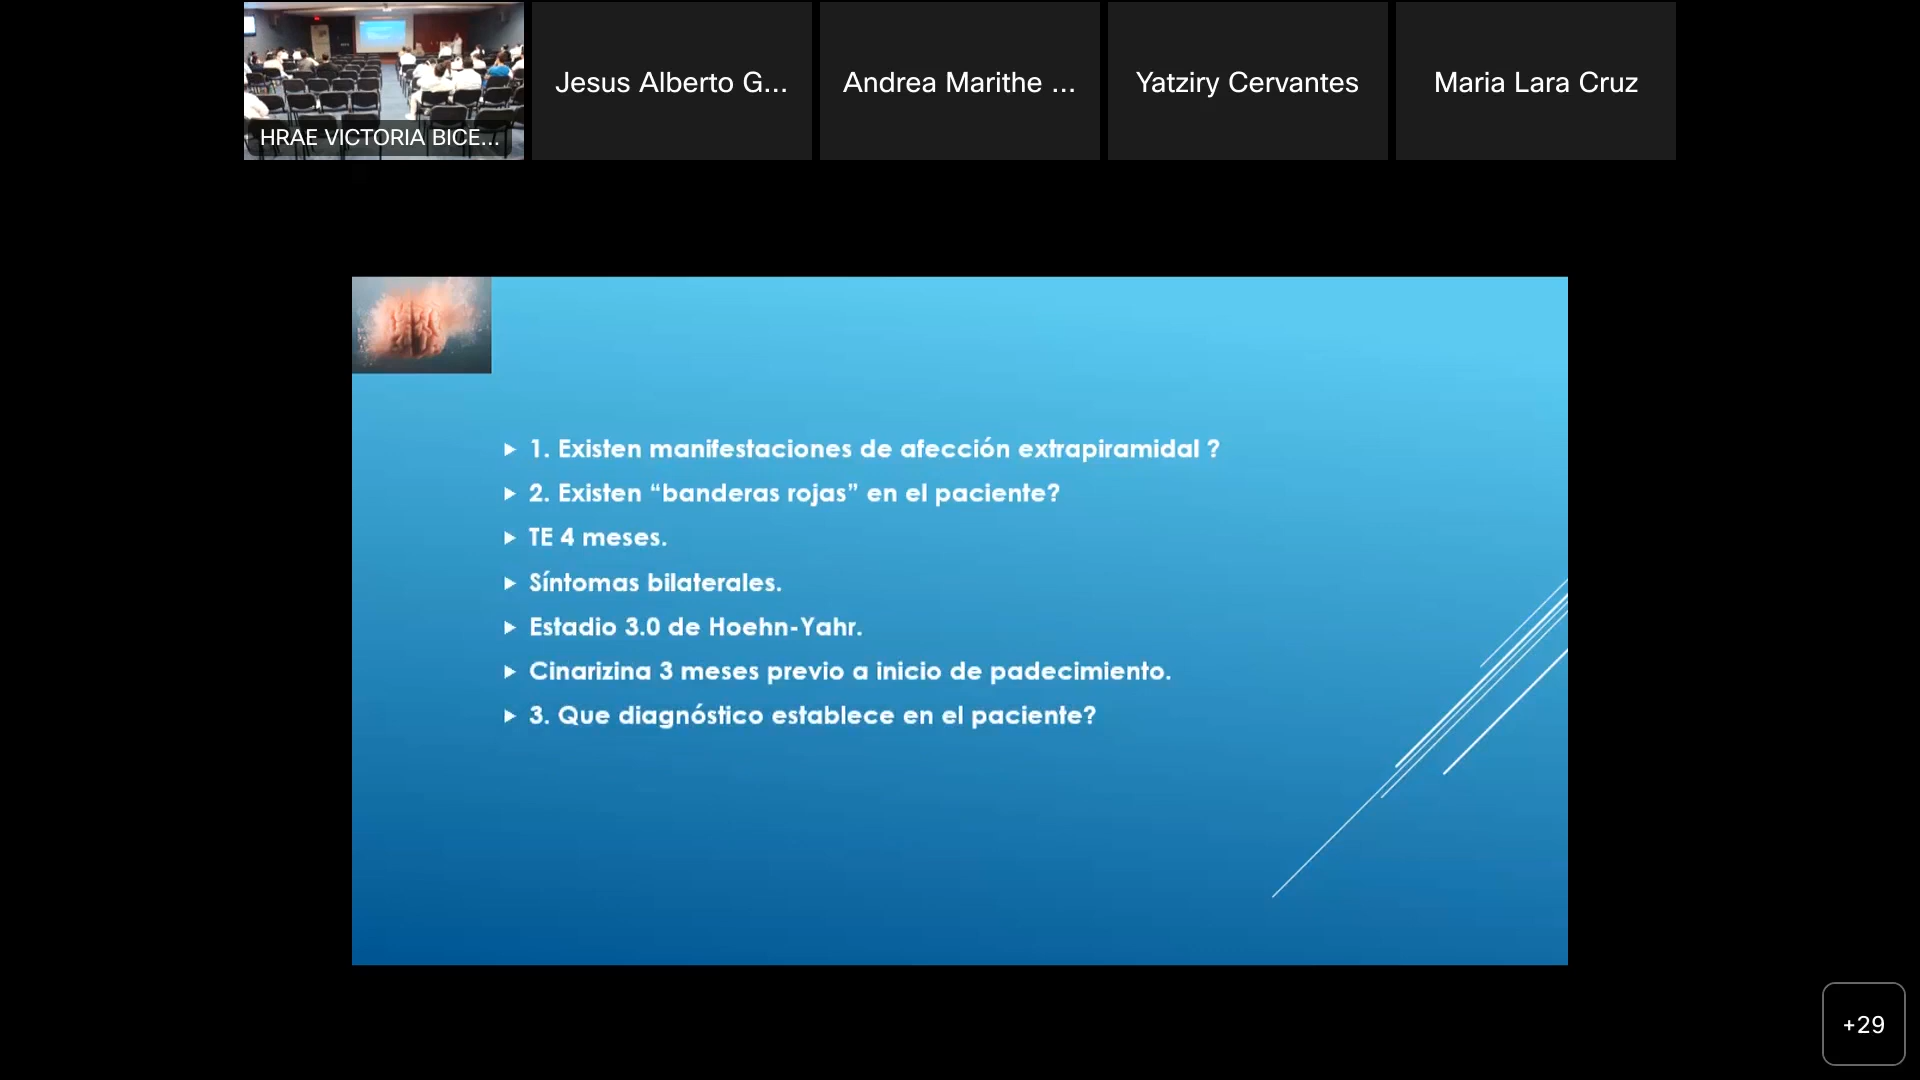 HRAE VICTORIA BICE...
Jesus Alberto G...
Andrea Marithe ...
Yatziry Cervantes
Maria Lara Cruz
1. Existen manifestaciones de afección extrapiramidal ?
2. Existen “banderas rojas” en el paciente?
TE 4 meses.
Síntomas bilaterales.
Estadio 3.0 de Hoehn-Yahr.
Cinarizina 3 meses previo a inicio de padecimiento.
3. Que diagnóstico establece en el paciente?
+29